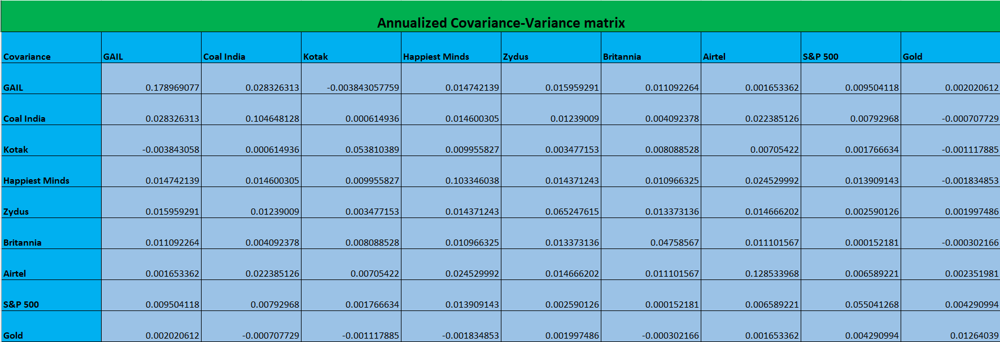 Annualized Covariance-Variance matrix
Covariance GAIL Coal India Kotak Happiest Minds Zydus Britannia Airtel S&P 500 Gold
GAIL 0.178969077 0.028326313 -0.003843057759 0.014742139 0.015959291 0.011092264 0.001653362 0.009504118 0.002020612
Coal India 0.028326313 0.104648128 0.000614936 0.014600305 0.01239009 0.004092378 0.022385126 0.00792968 -0.000707729
Kotak -0.003843058 0.000614936 0.053810389 0.009955827 0.003477153 0.008088528 0.00705422 0.001766634 -0.001117885
Happiest Minds 0.014742139 0.014600305 0.009955827 0.103346038 0.014371243 0.010966325 0.024529992 0.013909143 -0.001834853
Zydus 0.015959291 0.01239009 0.003477153 0.014371243 0.065247615 0.013373136 0.014666202 0.002590126 0.001997486
Britannia 0.011092264 0.004092378 0.008088528 0.010966325 0.013373136 0.04758567 0.011101567 0.000152181 -0.000302166
Airtel 0.001653362 0.022385126 0.00705422 0.024529992 0.014666202 0.011101567 0.128533968 0.006589221 0.002351981
S&P 500 0.009504118 0.00792968 0.001766634 0.013909143 0.002590126 0.000152181 0.006589221 0.055041268 0.004290994
Gold 0.002020612 -0.000707729 -0.001117885 -0.001834853 0.001997486 -0.000302166 0.001653362 0.004290994 0.01264039